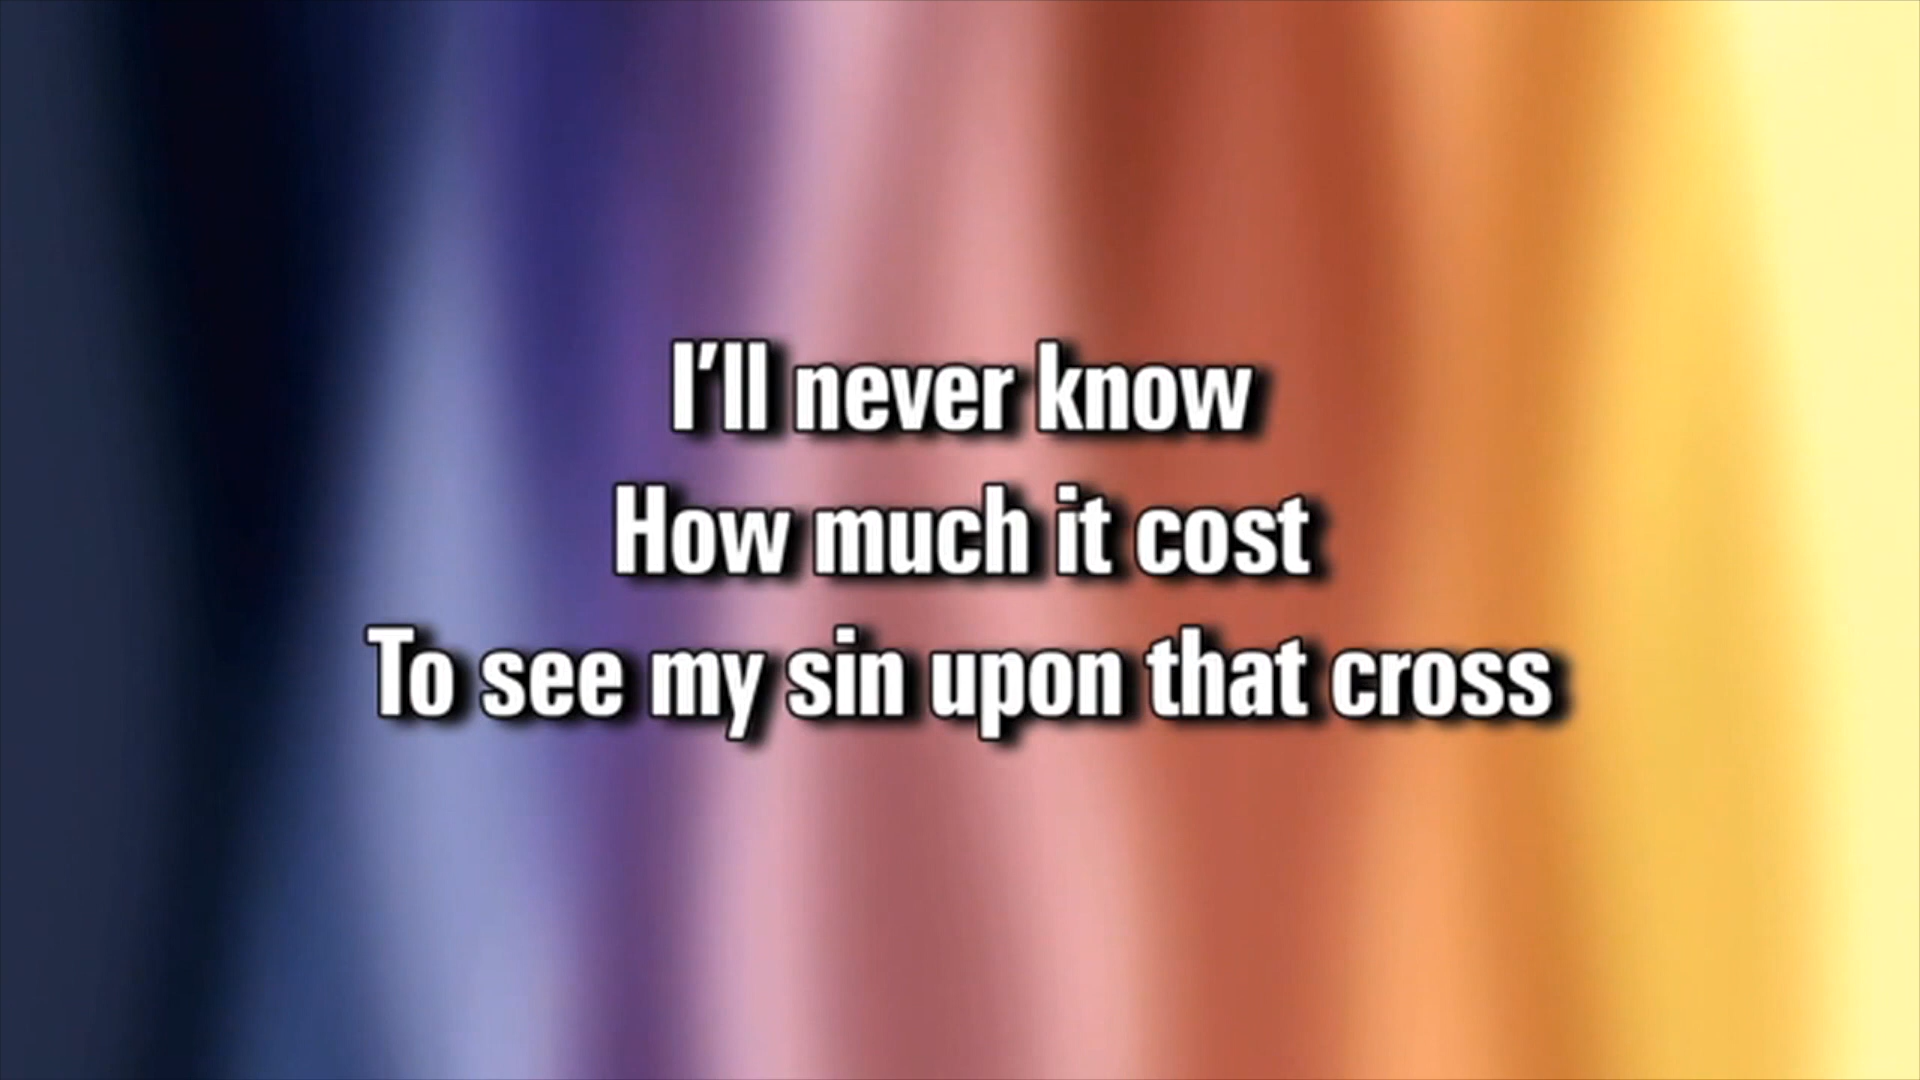 I’ll never know
How much it cost
To see my sin upon that cross